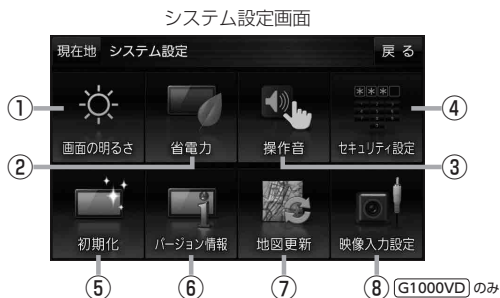 システム設定画面
現在地 システム設定 戻る
① ④
＊＊＊
画面の明るさ 省電力 操作音 セキュリティ設定
② ③
初期化 バージョン情報 地図更新 映像入力設定
⑤ ⑥ ⑦ ⑧ G1000VD のみ